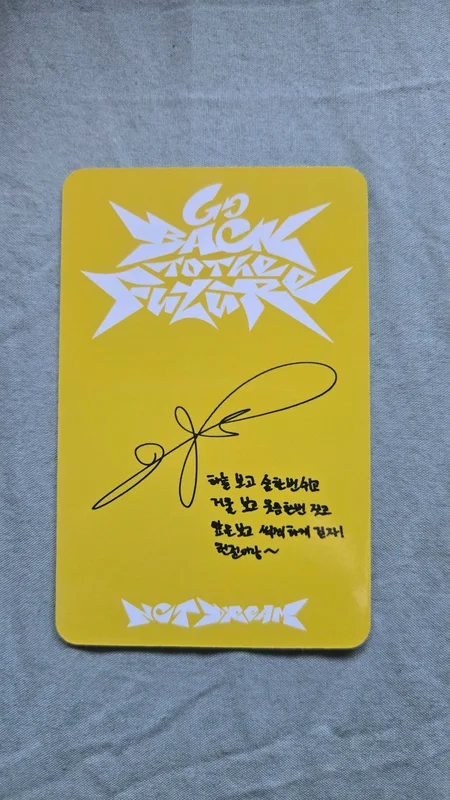 Go
BACK
TO THe
FuTuRe
하늘 보고 숨한번쉬고
거울 보고 웃음한번 짓고
앞으로보고 씩씩하게 걷자!
런쥔이랑~
NCT DREAM